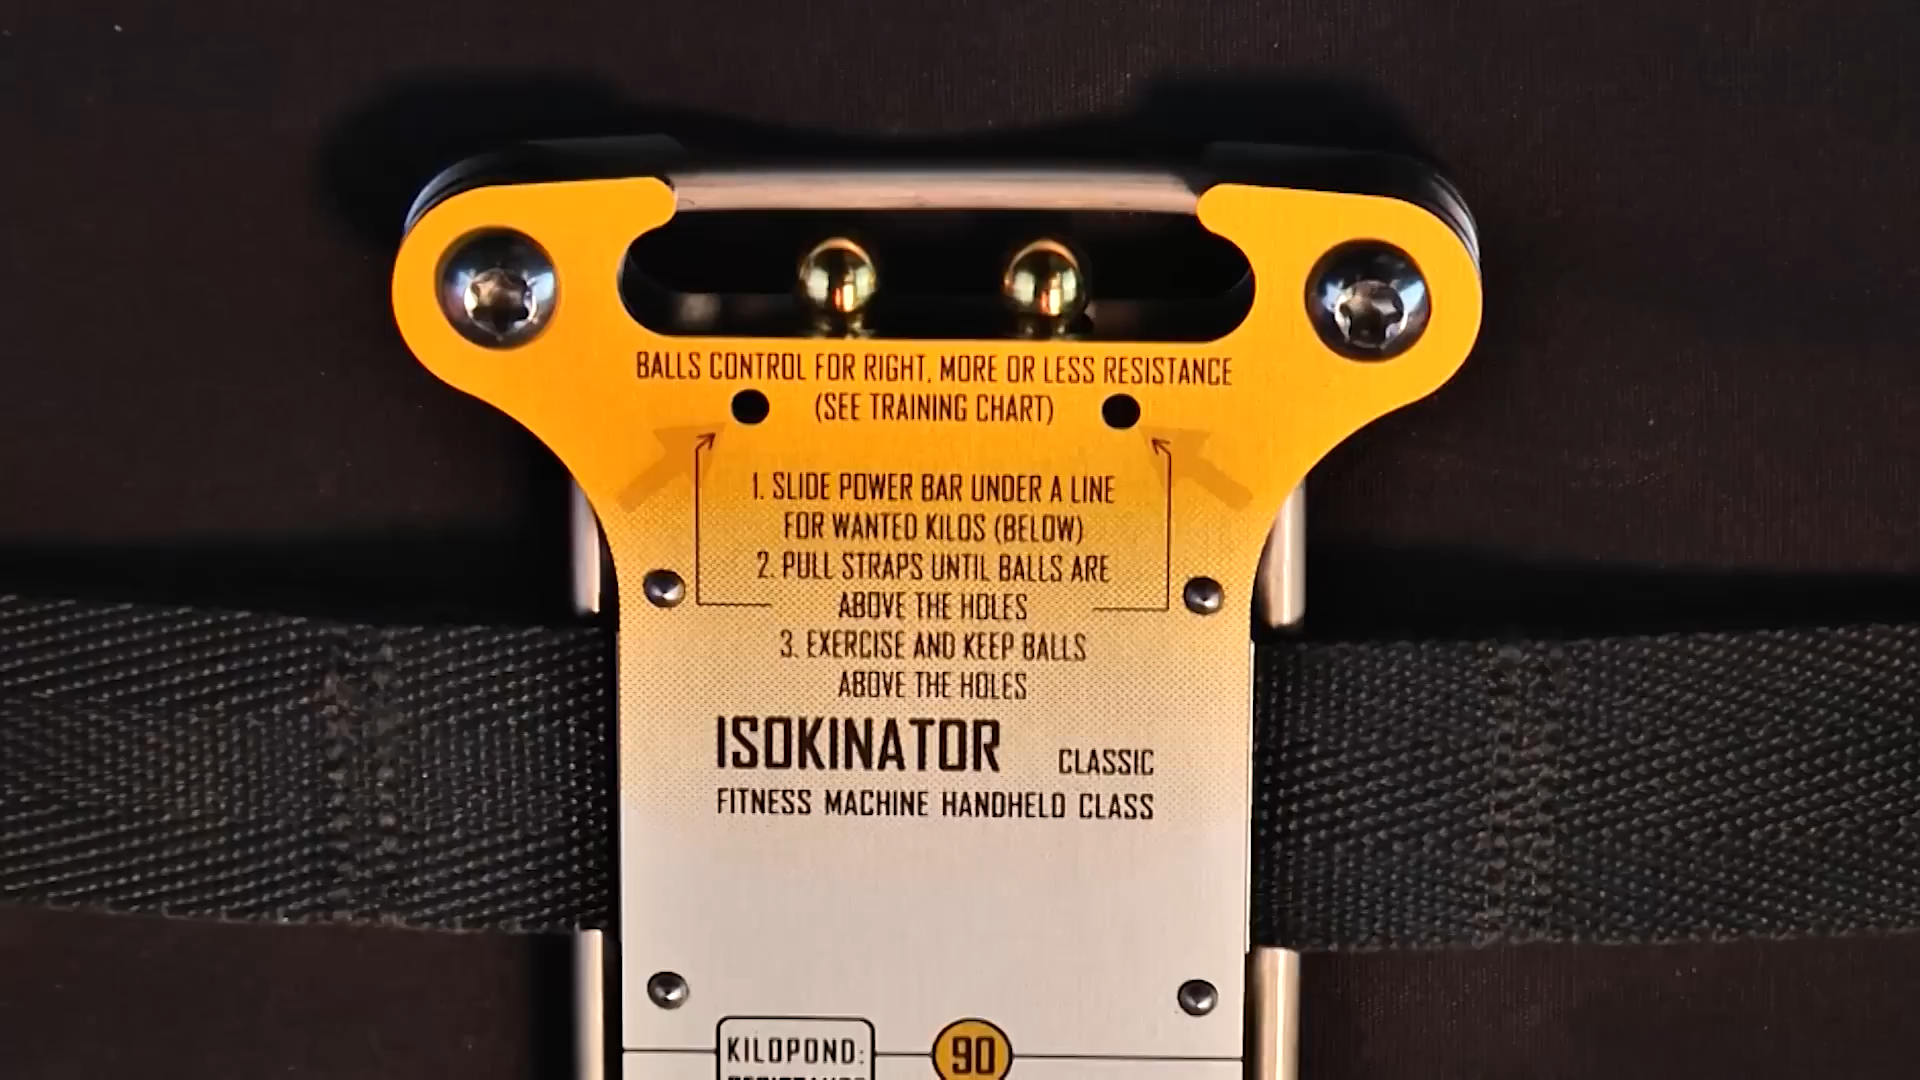 BALLS CONTROL FOR RIGHT, MORE OR LESS RESISTANCE
(SEE TRAINING CHART)
1. SLIDE POWER BAR UNDER A LINE
FOR WANTED KILOS (BELOW)
2. PULL STRAPS UNTIL BALLS ARE
ABOVE THE HOLES
3. EXERCISE AND KEEP BALLS
ABOVE THE HOLES
ISOKINATOR CLASSIC
FITNESS MACHINE HANDHELD CLASS
KILOPOND: 90